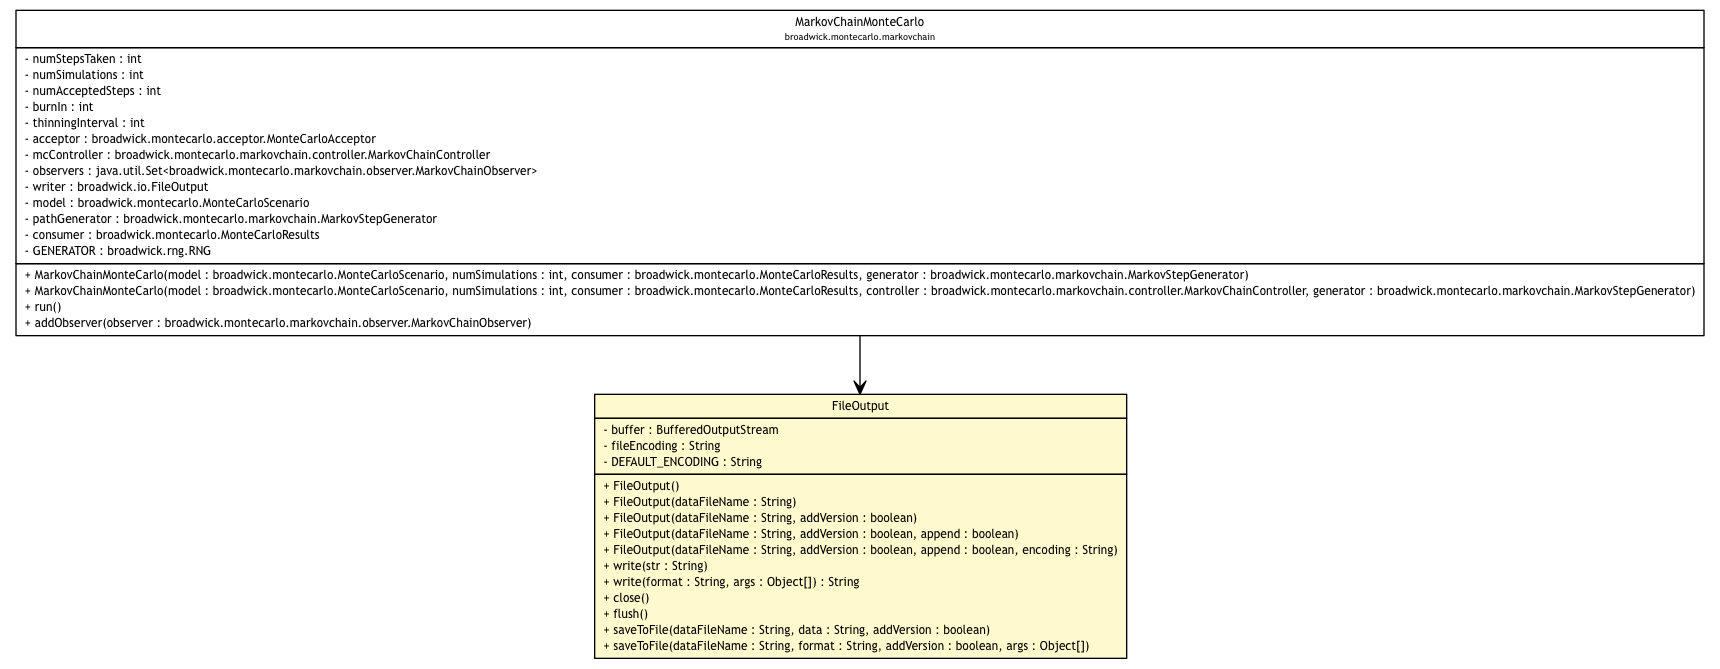 MarkovChainMonteCarlo
broadwick.montecarlo.markovchain
- numStepsTaken : int
- numSimulations : int
- numAcceptedSteps : int
- burnIn : int
- thinningInterval : int
- acceptor : broadwick.montecarlo.acceptor.MonteCarloAcceptor
- mcController : broadwick.montecarlo.markovchain.controller.MarkovChainController
- observers : java.util.Set<broadwick.montecarlo.markovchain.observer.MarkovChainObserver>
- writer : broadwick.io.FileOutput
- model : broadwick.montecarlo.MonteCarloScenario
- pathGenerator : broadwick.montecarlo.markovchain.MarkovStepGenerator
- consumer : broadwick.montecarlo.MonteCarloResults
- GENERATOR : broadwick.rng.RNG
+ MarkovChainMonteCarlo(model : broadwick.montecarlo.MonteCarloScenario, numSimulations : int, consumer : broadwick.montecarlo.MonteCarloResults, generator : broadwick.montecarlo.markovchain.MarkovStepGenerator)
+ MarkovChainMonteCarlo(model : broadwick.montecarlo.MonteCarloScenario, numSimulations : int, consumer : broadwick.montecarlo.MonteCarloResults, controller : broadwick.montecarlo.markovchain.controller.MarkovChainController, generator : broadwick.montecarlo.markovchain.MarkovStepGenerator)
+ run()
+ addObserver(observer : broadwick.montecarlo.markovchain.observer.MarkovChainObserver)
FileOutput
- buffer : BufferedOutputStream
- fileEncoding : String
- DEFAULT_ENCODING : String
+ FileOutput()
+ FileOutput(dataFileName : String)
+ FileOutput(dataFileName : String, addVersion : boolean)
+ FileOutput(dataFileName : String, addVersion : boolean, append : boolean)
+ FileOutput(dataFileName : String, addVersion : boolean, append : boolean, encoding : String)
+ write(str : String)
+ write(format : String, args : Object[]) : String
+ close()
+ flush()
+ saveToFile(dataFileName : String, data : String, addVersion : boolean)
+ saveToFile(dataFileName : String, format : String, addVersion : boolean, args : Object[])